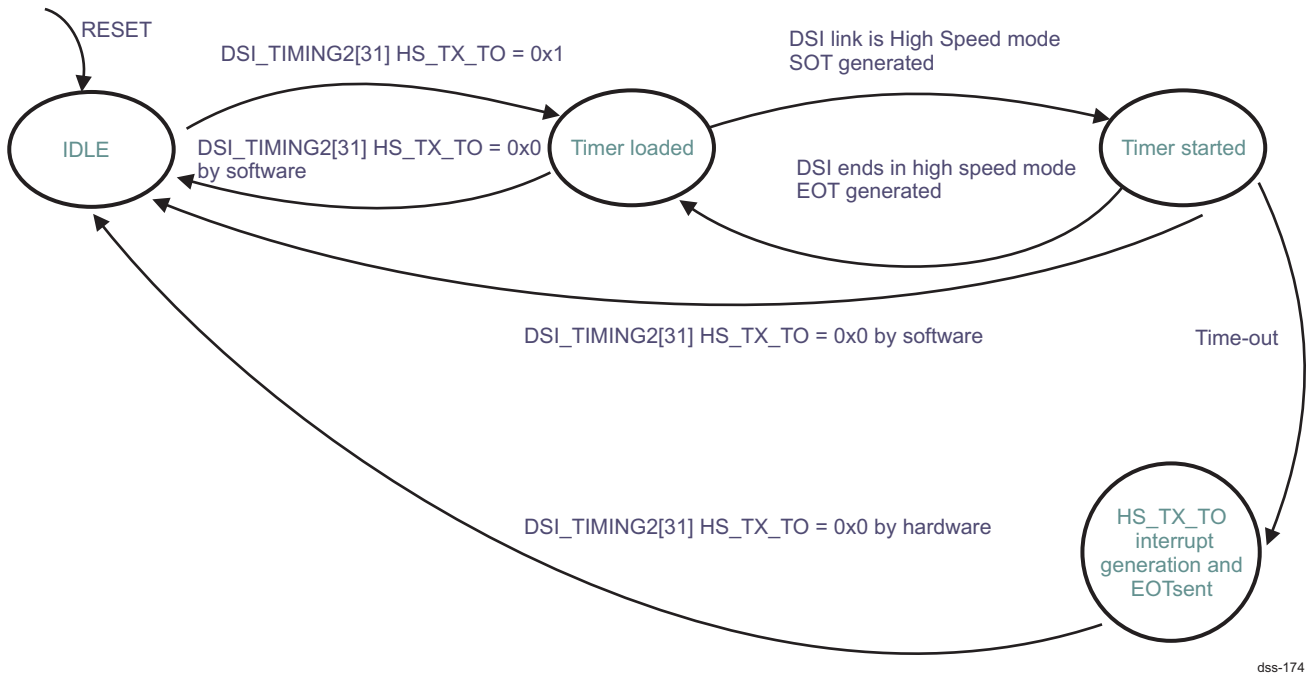 RESET
DSI_TIMING2[31] HS_TX_TO = 0x1
DSI link is High Speed mode
SOT generated
IDLE
DSI_TIMING2[31] HS_TX_TO = 0x0
by software
Timer loaded
DSI ends in high speed mode
EOT generated
Timer started
DSI_TIMING2[31] HS_TX_TO = 0x0 by software
Time-out
DSI_TIMING2[31] HS_TX_TO = 0x0 by hardware
HS_TX_TO
interrupt
generation and
EOTsent
dss-174